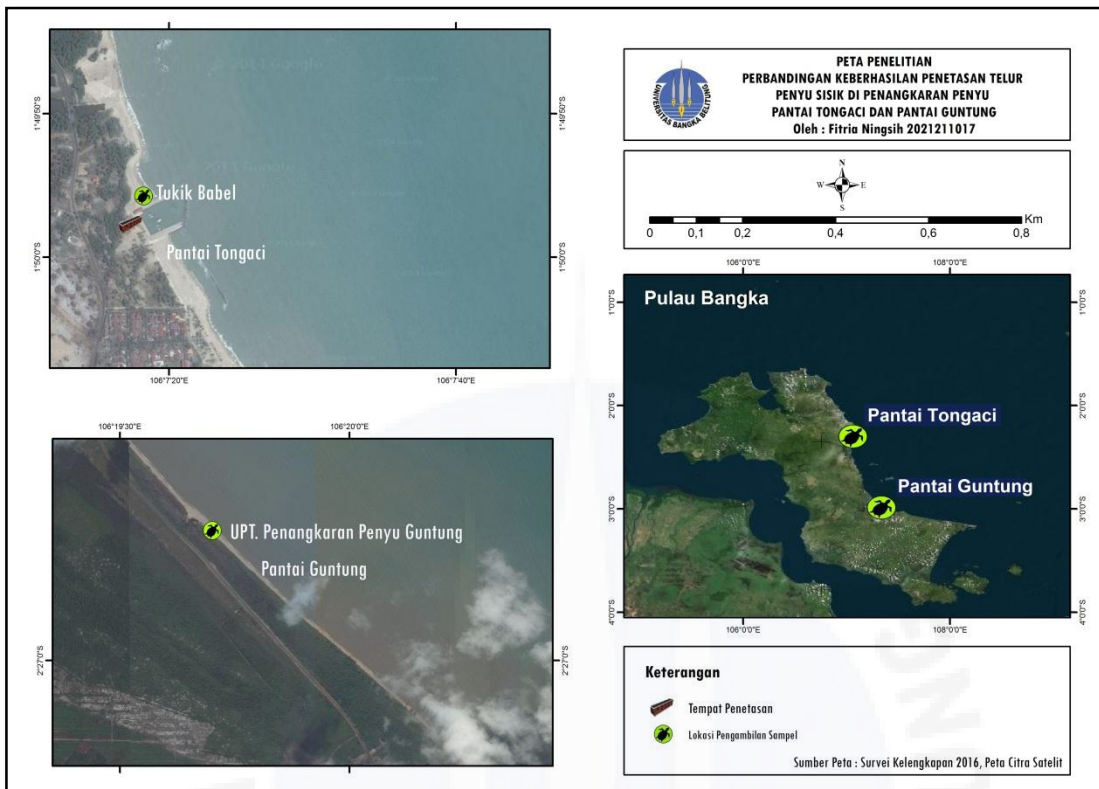 1°49'50"S
1°50'0"S
1°49'50"S
1°50'0"S
Tukik Babel
Pantai Tongaci
106°7'20"E
106°7'40"E
106°19'30"E
106°20'0"E
UPT. Penangkaran Penyu Guntung
Pantai Guntung
2°27'0"S
2°27'0"S
UNIVERSITAS BANGKA BELITUNG
PETA PENELITIAN
PERBANDINGAN KEBERHASILAN PENETASAN TELUR
PENYU SISIK DI PENANGKARAN PENYU
PANTAI TONGACI DAN PANTAI GUNTUNG
Oleh : Fitria Ningsih 2021211017
N
W E
S
Km
0 0,1 0,2 0,4 0,6 0,8
106°0'0"E 108°0'0"E
Pulau Bangka
1°0'0"S
2°0'0"S
3°0'0"S
4°0'0"S
1°0'0"S
2°0'0"S
3°0'0"S
4°0'0"S
Pantai Tongaci
Pantai Guntung
106°0'0"E 108°0'0"E
Keterangan
Tempat Penetasan
Lokasi Pengambilan Sampel
Sumber Peta : Survei Kelengkapan 2016, Peta Citra Satelit